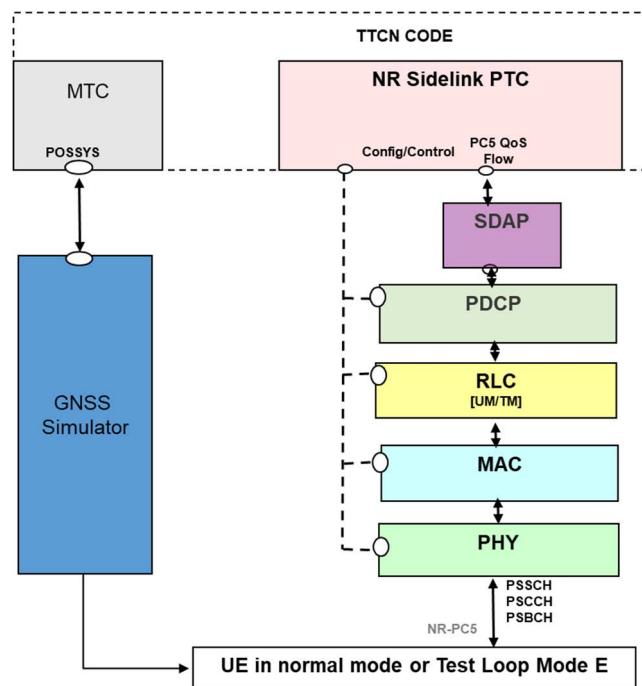 TTCN CODE
MTC
POSSYS
NR Sidelink PTC
Config/Control
PC5 QoS
Flow
SDAP
PDCP
GNSS
Simulator
RLC
[UM/TM]
MAC
PHY
PSSCH
PSCCH
PSBCH
NR-PC5
UE in normal mode or Test Loop Mode E